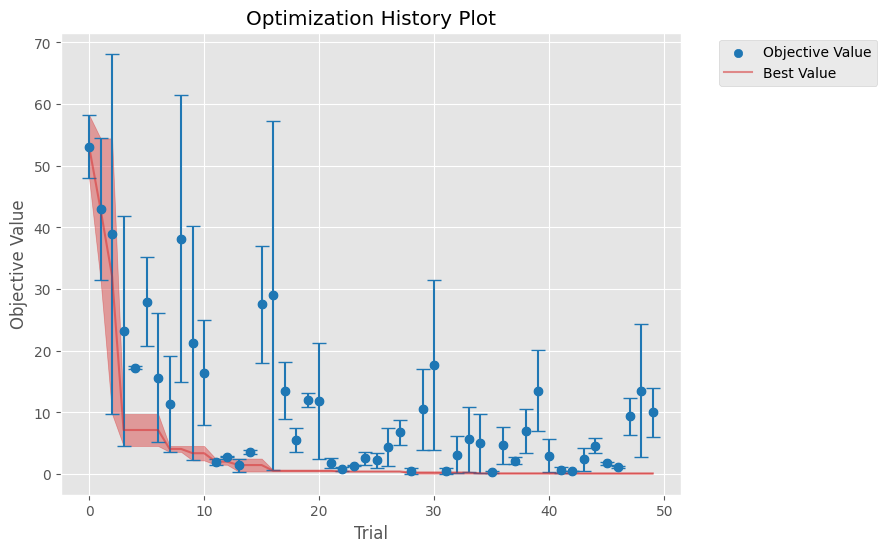 Optimization History Plot
Objective Value
Best Value
70
60
50
40
30
20
10
0
Objective Value
0 10 20 30 40 50
Trial